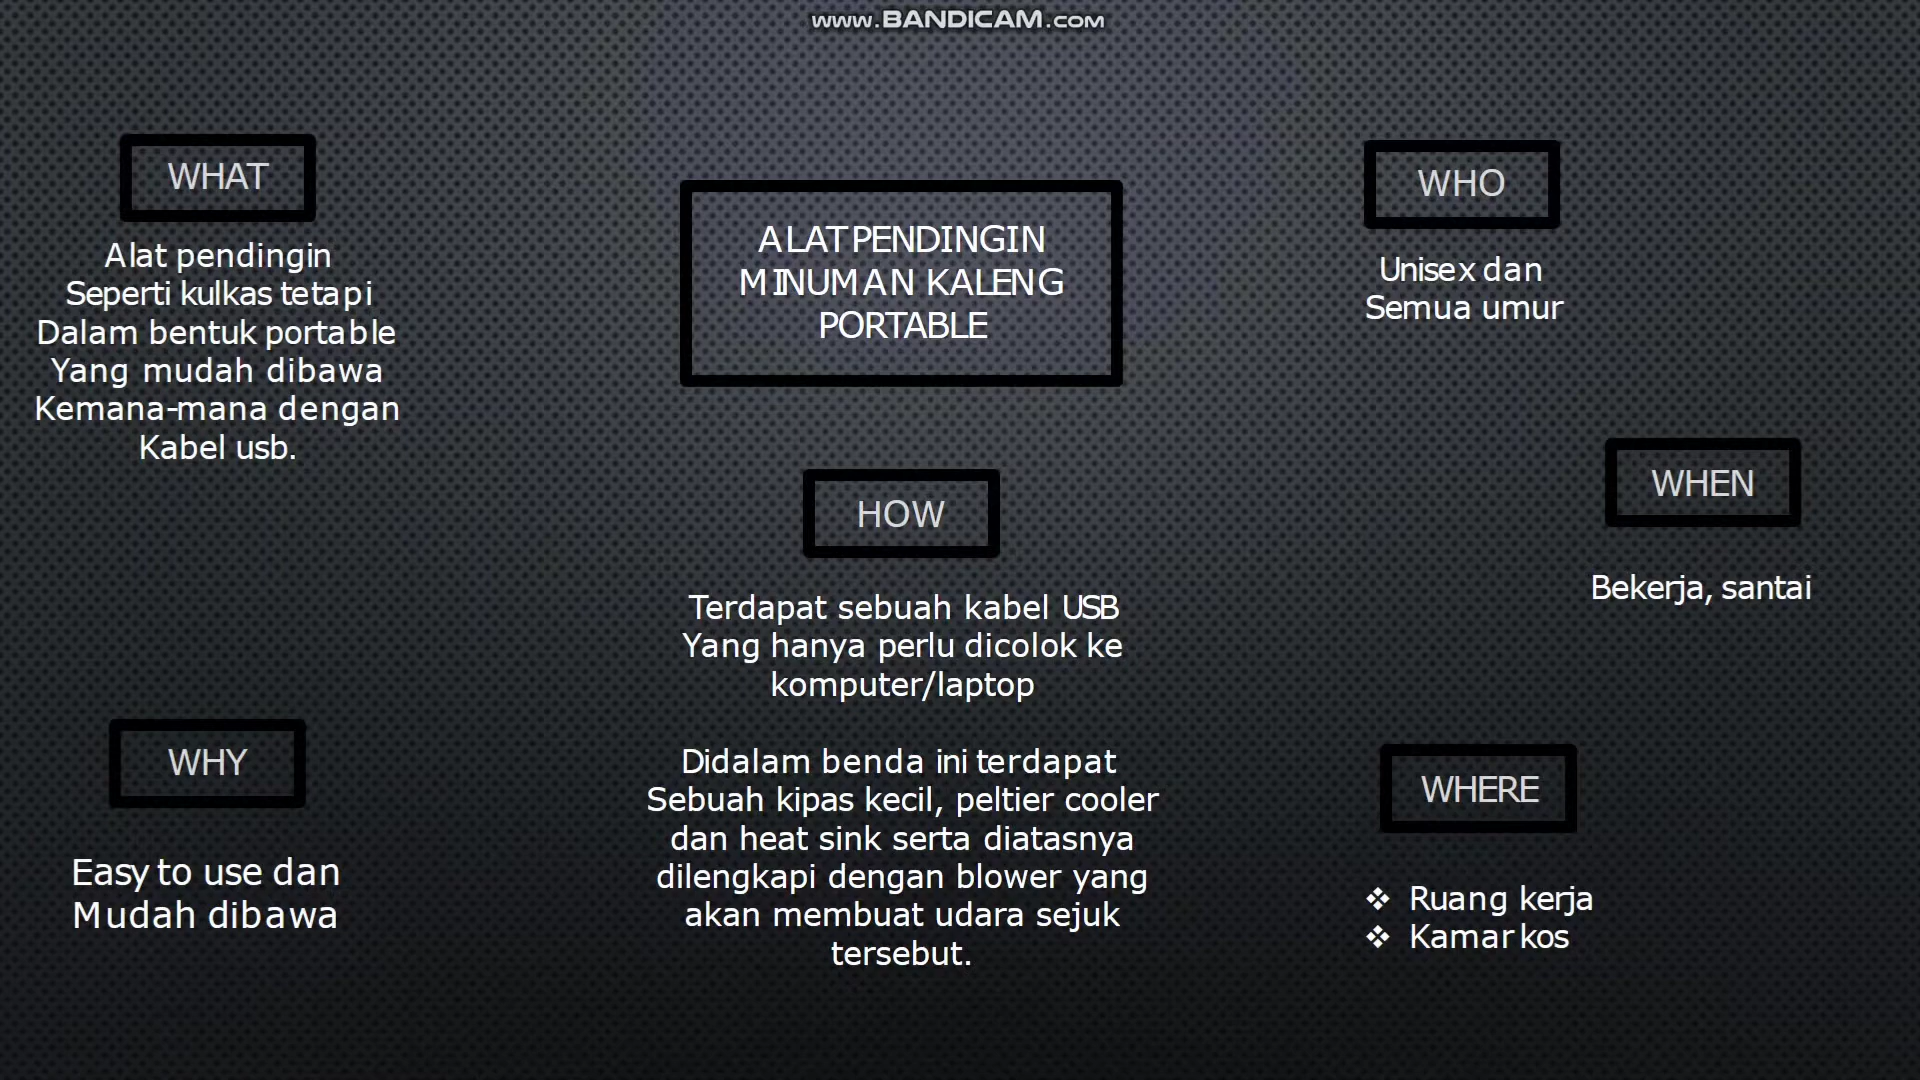 www.BANDICAM.com
WHAT
Alat pendingin
Seperti kulkas tetapi
Dalam bentuk portable
Yang mudah dibawa
Kemana-mana dengan
Kabel usb.
ALAT PENDINGIN
MINUMAN KALENG
PORTABLE
WHO
Unisex dan
Semua umur
HOW
Terdapat sebuah kabel USB
Yang hanya perlu dicolok ke
komputer/laptop
Didalam benda ini terdapat
Sebuah kipas kecil, peltier cooler
dan heat sink serta diatasnya
dilengkapi dengan blower yang
akan membuat udara sejuk
tersebut.
WHEN
Bekerja, santai
WHY
Easy to use dan
Mudah dibawa
WHERE
❖ Ruang kerja
❖ Kamar kos